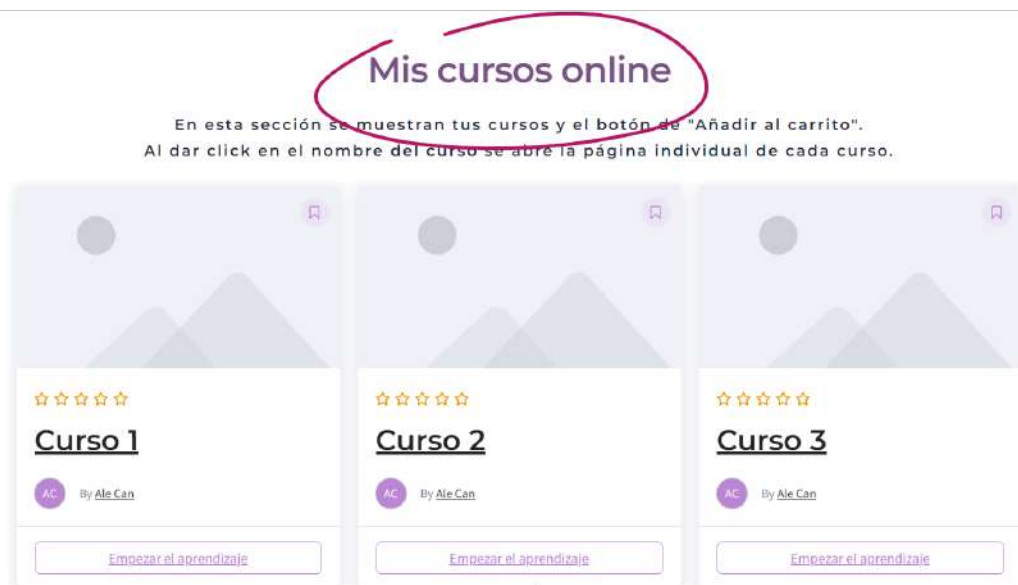 Mis cursos online
En esta sección se muestran tus cursos y el botón de "Añadir al carrito".
Al dar click en el nombre del curso se abre la página individual de cada curso.
Curso 1
Curso 2
Curso 3
AC By Ale Can
AC By Ale Can
AC By Ale Can
Empezar el aprendizaje
Empezar el aprendizaje
Empezar el aprendizaje